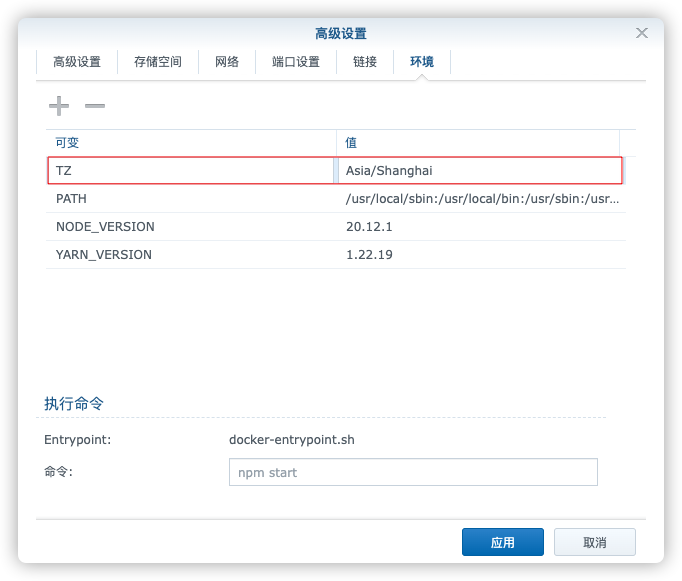 高级设置
高级设置 存储空间 网络 端口设置 链接 环境
可变 值
TZ Asia/Shanghai
PATH /usr/local/sbin:/usr/local/bin:/usr/sbin:/usr...
NODE_VERSION 20.12.1
YARN_VERSION 1.22.19
执行命令
Entrypoint: docker-entrypoint.sh
命令: npm start
应用 取消